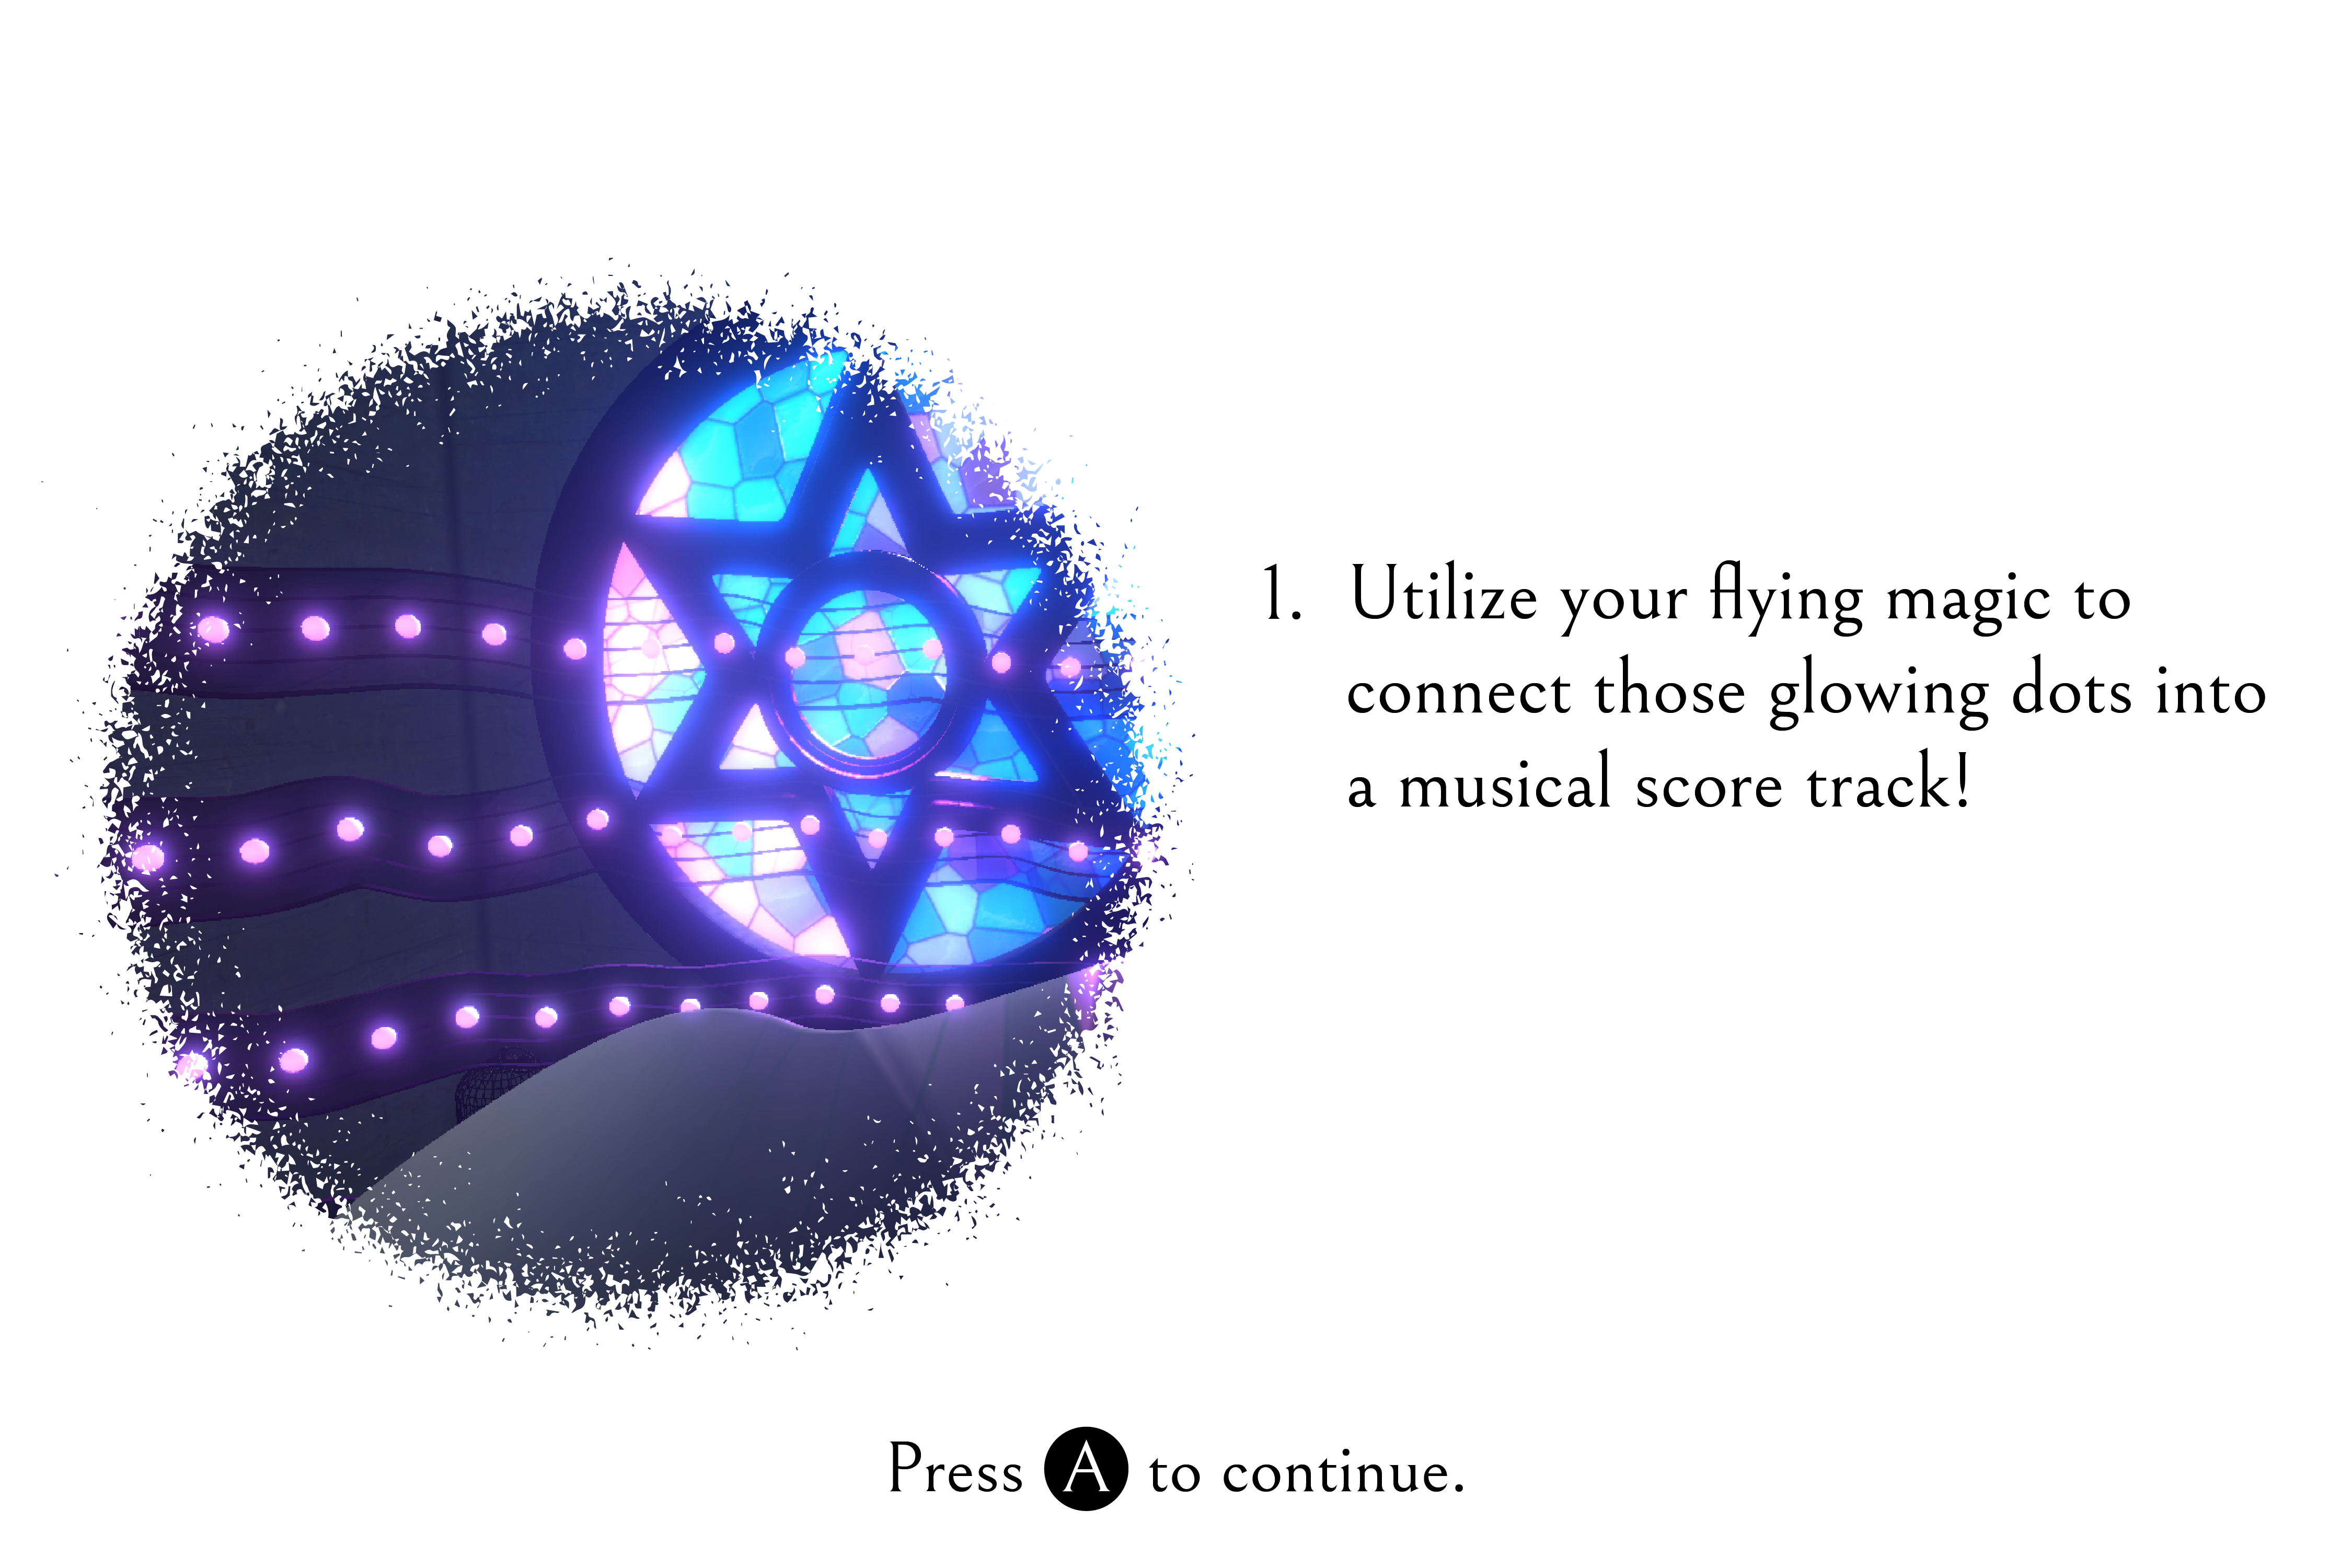 1. Utilize your flying magic to
connect those glowing dots into
a musical score track!
Press A to continue.